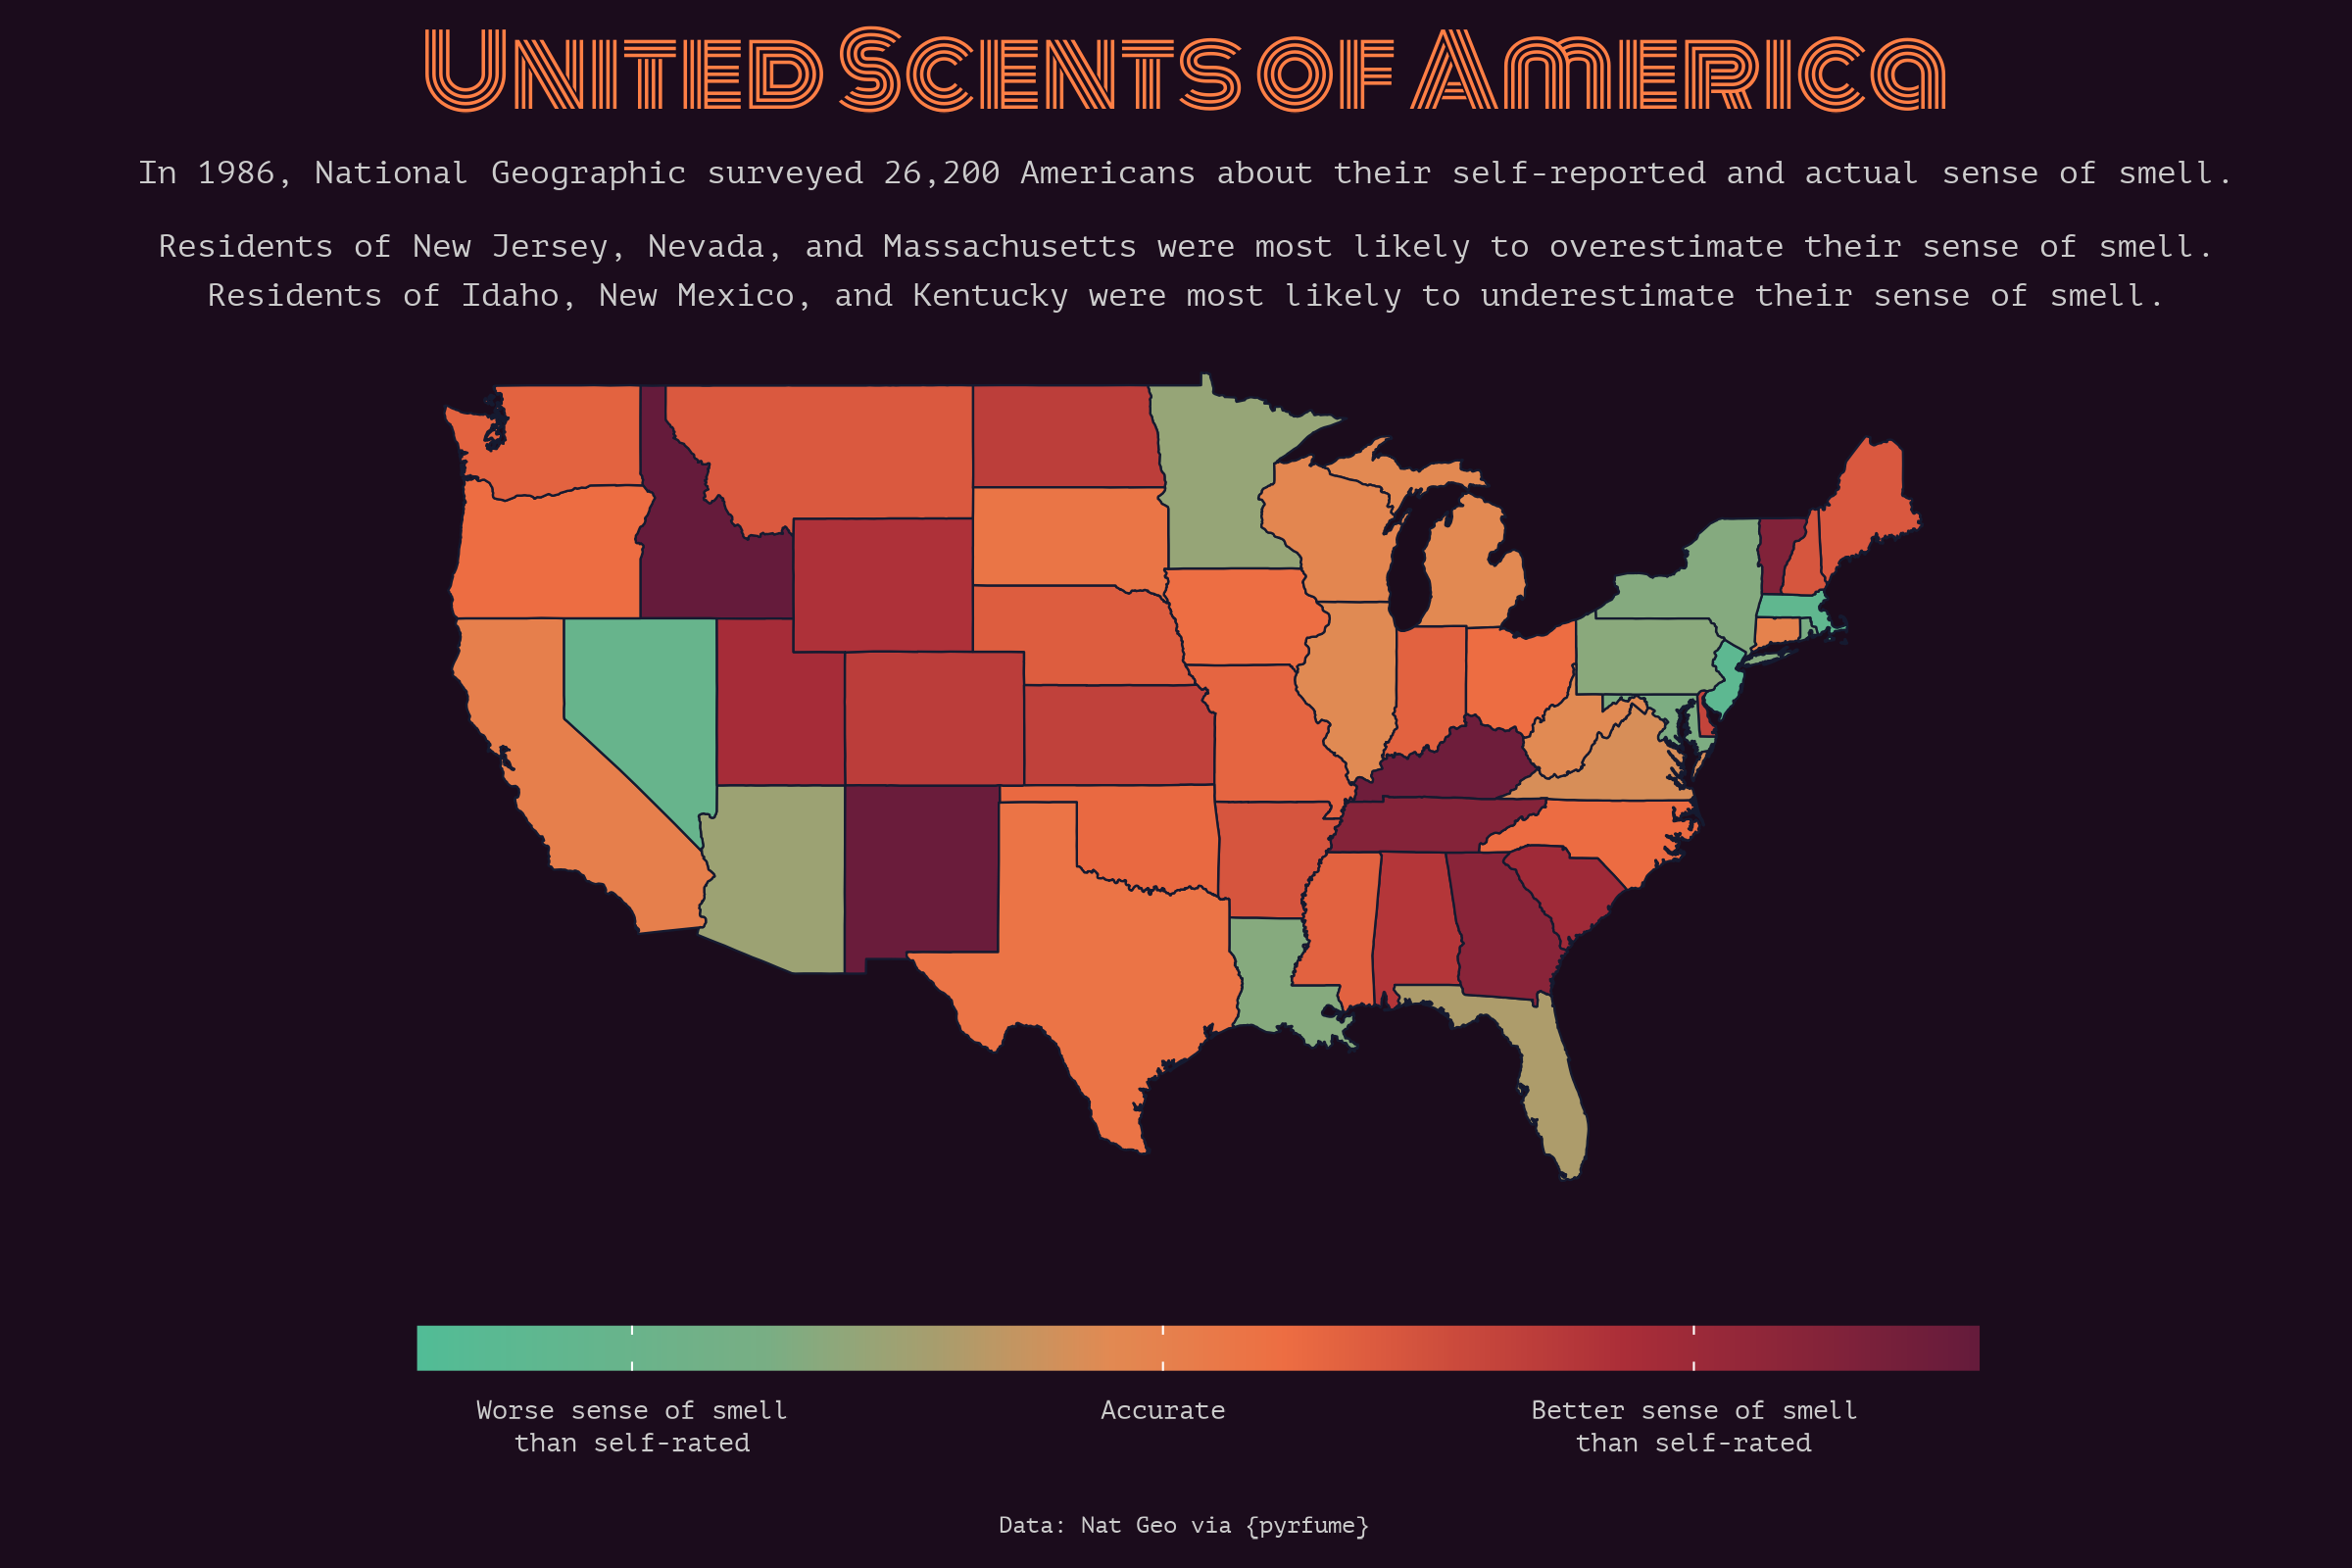 United Scents of America
In 1986, National Geographic surveyed 26,200 Americans about their self-reported and actual sense of smell.
Residents of New Jersey, Nevada, and Massachusetts were most likely to overestimate their sense of smell.
Residents of Idaho, New Mexico, and Kentucky were most likely to underestimate their sense of smell.
Worse sense of smell
than self-rated
Accurate
Better sense of smell
than self-rated
Data: Nat Geo via {pyrfume}